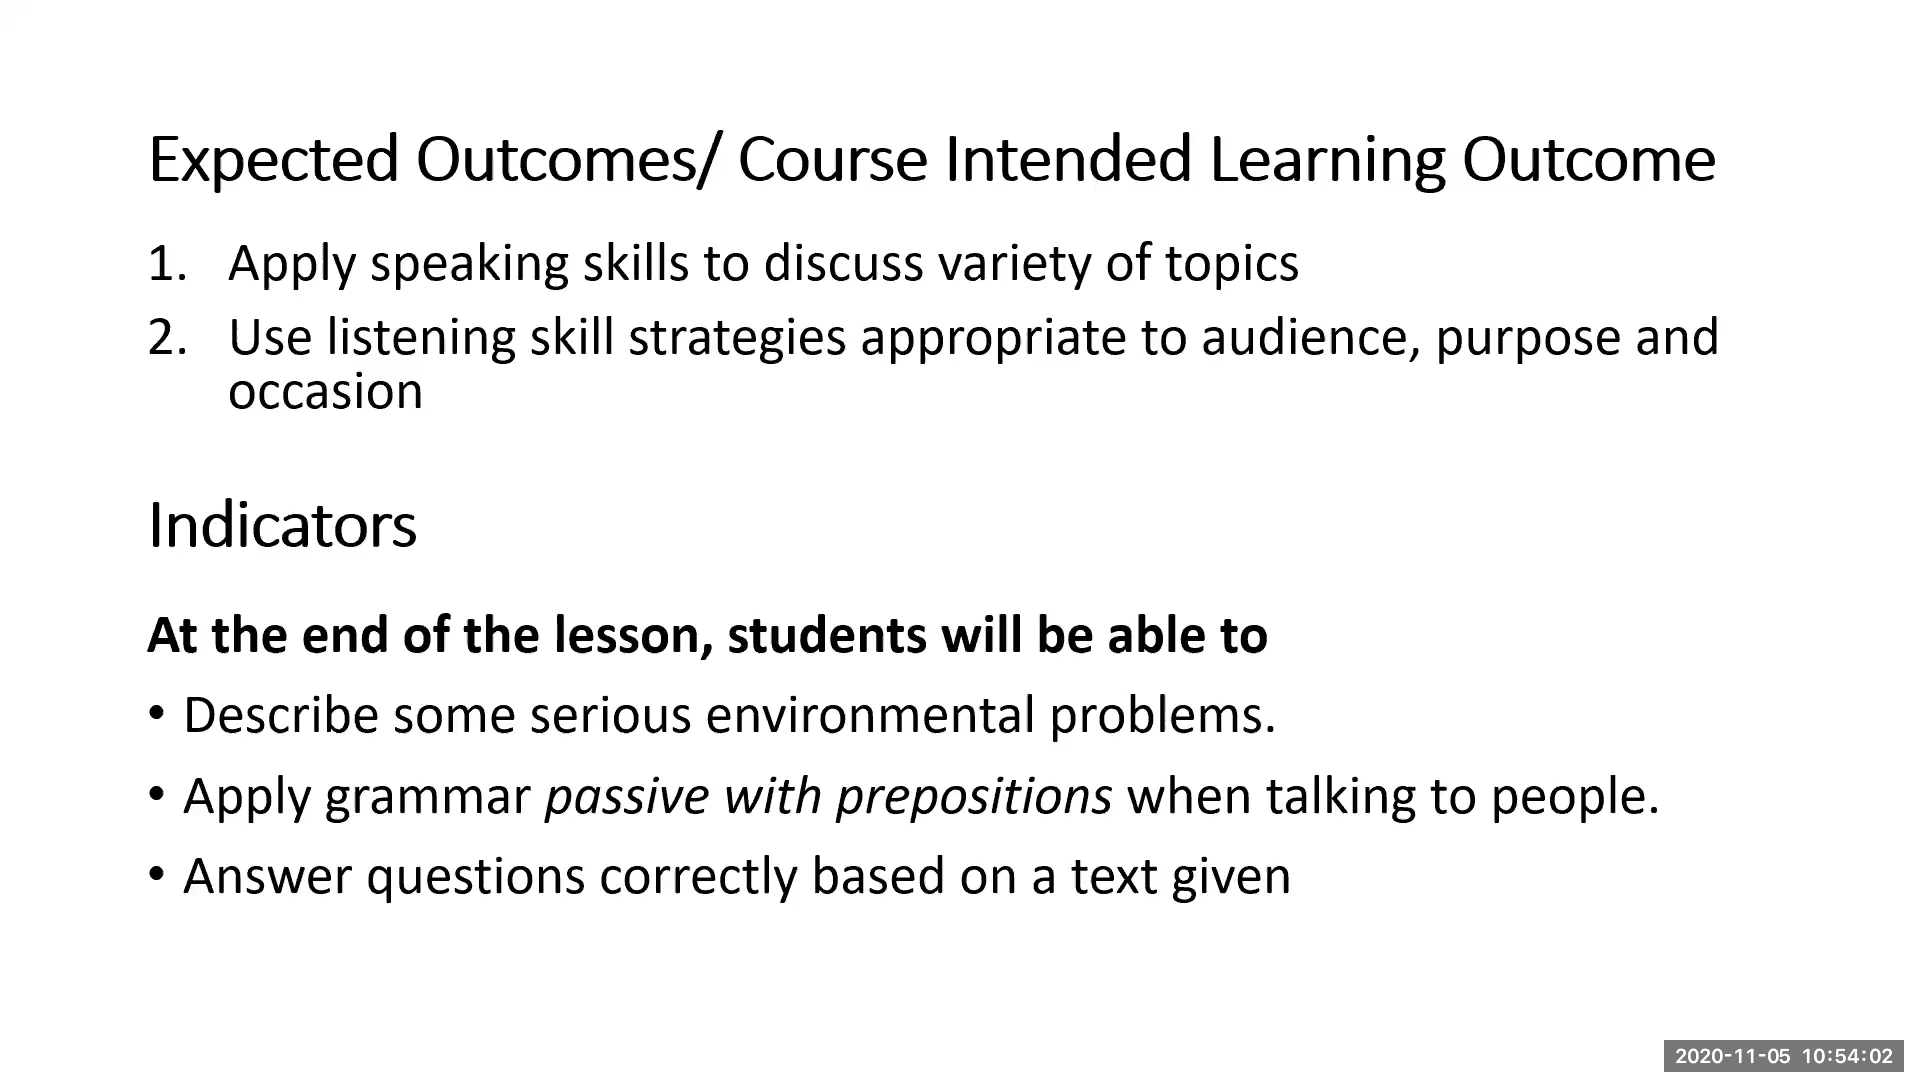 Expected Outcomes/ Course Intended Learning Outcome
1. Apply speaking skills to discuss variety of topics
2. Use listening skill strategies appropriate to audience, purpose and
occasion
Indicators
At the end of the lesson, students will be able to
• Describe some serious environmental problems.
• Apply grammar passive with prepositions when talking to people.
• Answer questions correctly based on a text given
2020-11-05 10:54:02